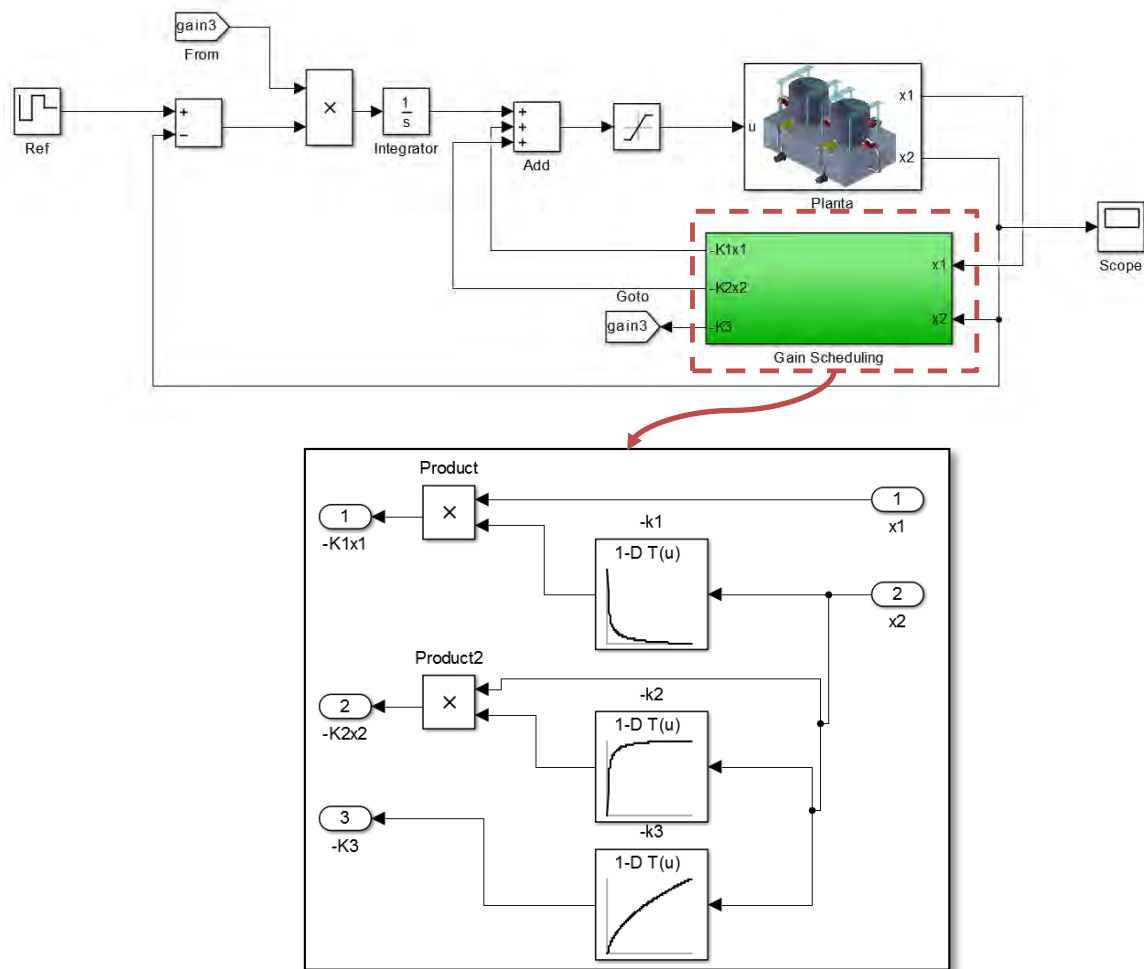 gain3
From
Ref
+
−
×
1
s
Integrator
+
+
+
Add
u
x1
x2
Planta
Scope
-K1x1
-K2x2
-K3
x1
x2
Gain Scheduling
Goto
gain3
Product
×
1
-K1x1
1
x1
-k1
1-D T(u)
2
x2
Product2
×
2
-K2x2
-k2
1-D T(u)
3
-K3
-k3
1-D T(u)